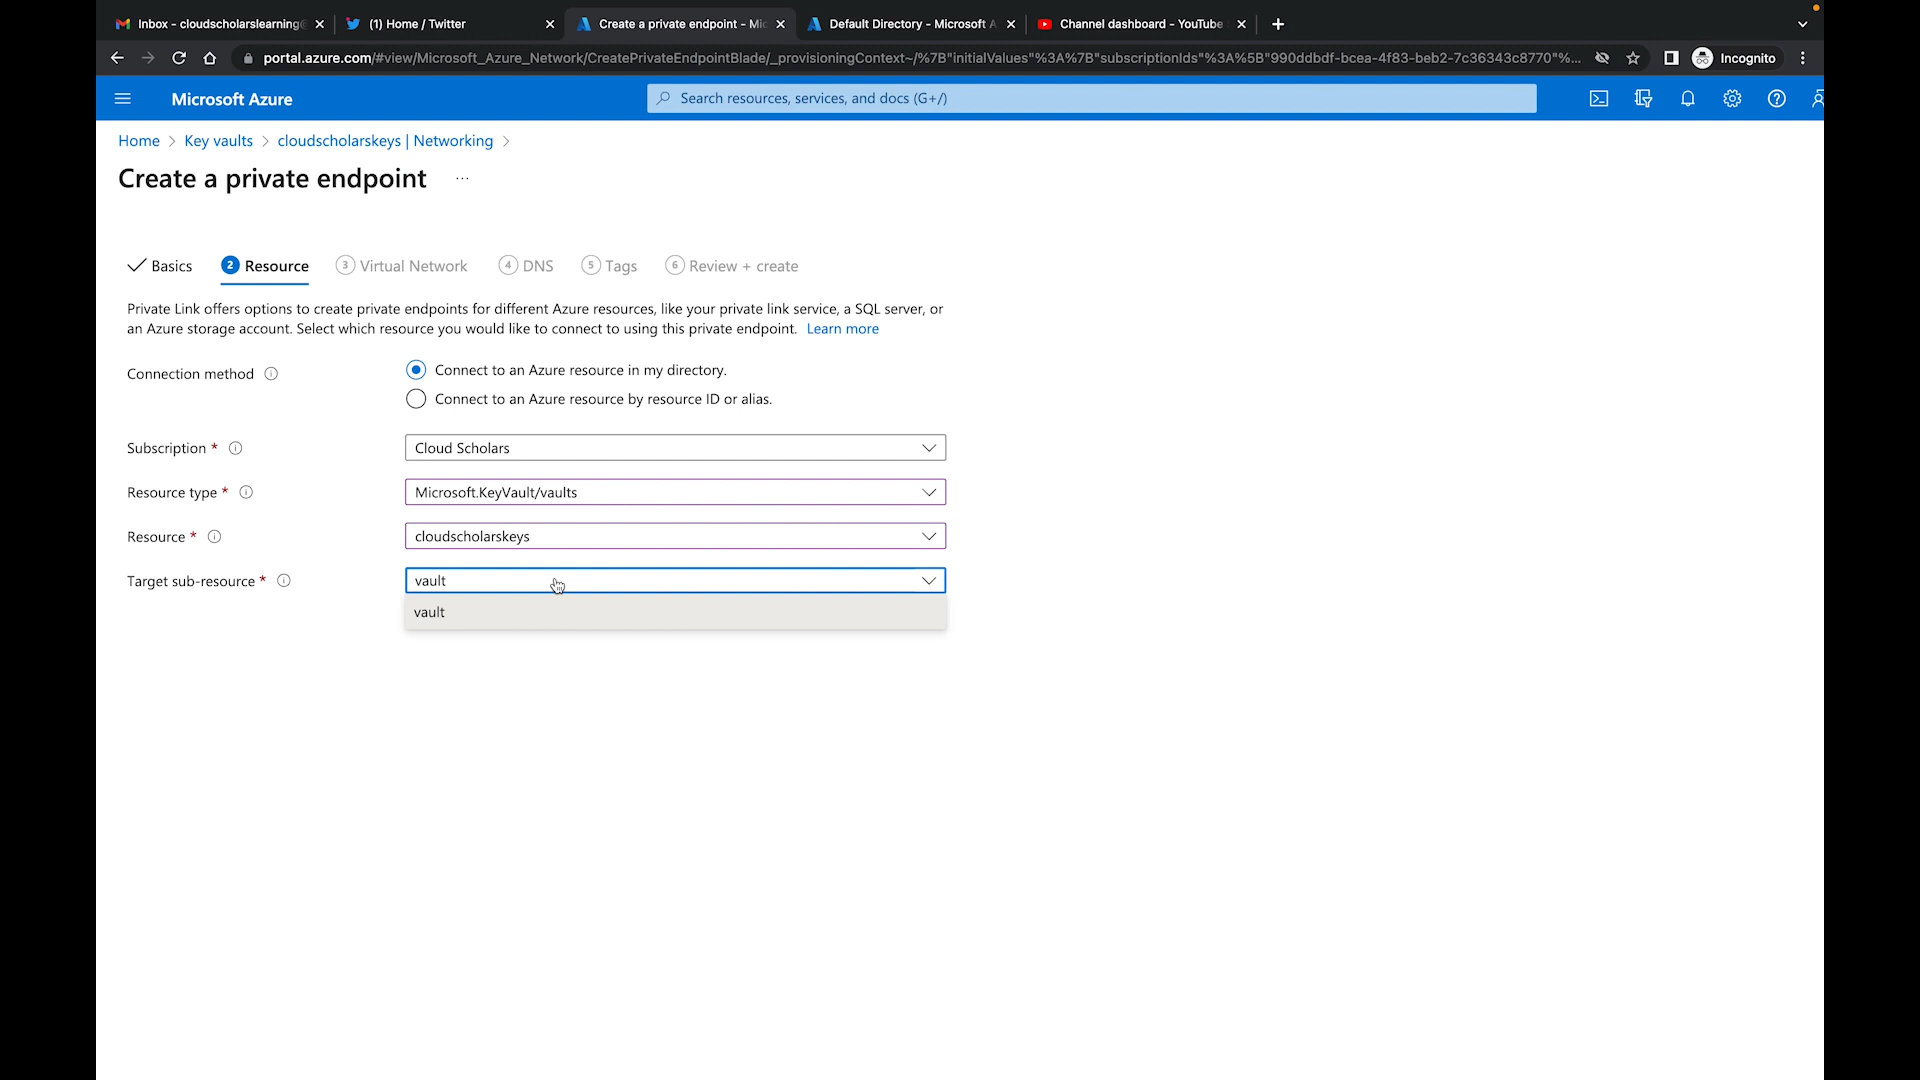 Inbox - cloudscholarslearning@
(1) Home / Twitter
Create a private endpoint - Mic
Default Directory - Microsoft A
Channel dashboard - YouTube
portal.azure.com/#view/Microsoft_Azure_Network/CreatePrivateEndpointBlade/_provisioningContext~/%7B"initialValues"%3A%7B"subscriptionIds"%3A%5B"990ddbdf-bcea-4f83-beb2-7c36343c8770"%...
Incognito
Microsoft Azure
Search resources, services, and docs (G+/)
Home > Key vaults > cloudscholarskeys | Networking >
Create a private endpoint ...
Basics
2 Resource
3 Virtual Network
4 DNS
5 Tags
6 Review + create
Private Link offers options to create private endpoints for different Azure resources, like your private link service, a SQL server, or
an Azure storage account. Select which resource you would like to connect to using this private endpoint. Learn more
Connection method
Connect to an Azure resource in my directory.
Connect to an Azure resource by resource ID or alias.
Subscription *
Cloud Scholars
Resource type *
Microsoft.KeyVault/vaults
Resource *
cloudscholarskeys
Target sub-resource *
vault
vault